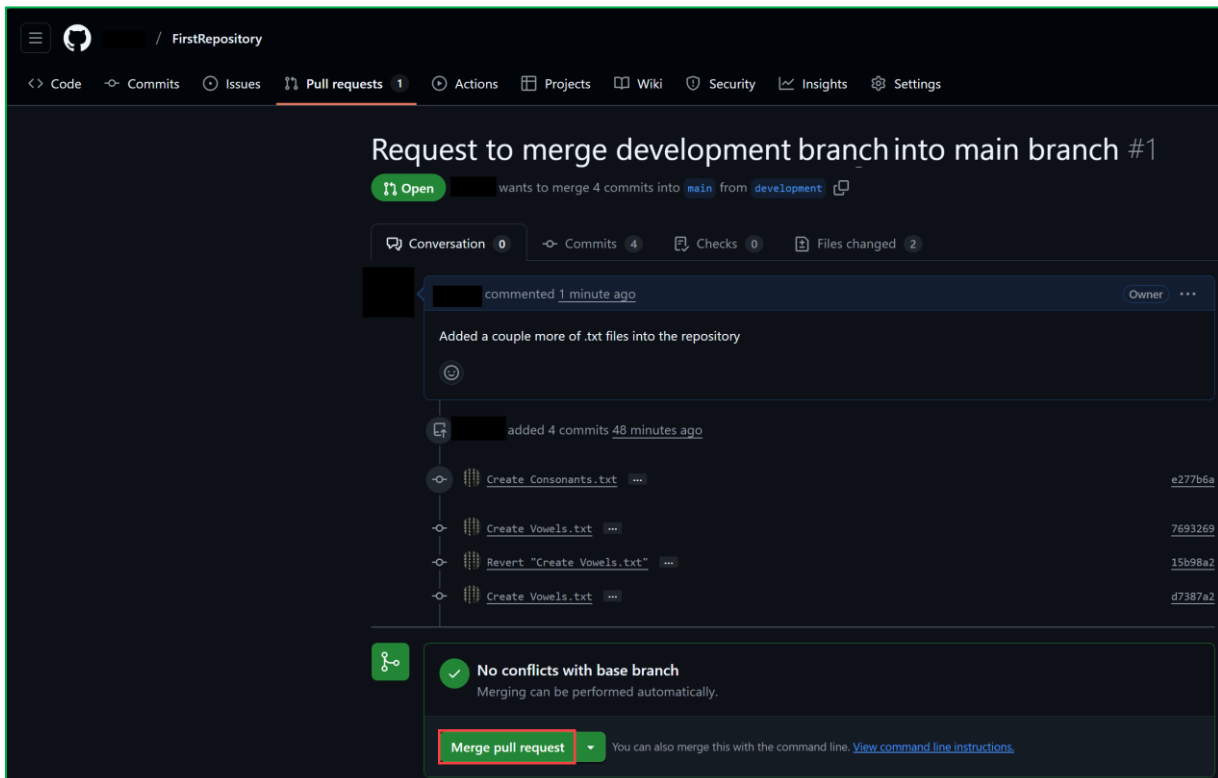 / FirstRepository
<> Code Commits Issues Pull requests 1 Actions Projects Wiki Security Insights Settings
Request to merge development branch into main branch #1
Open wants to merge 4 commits into main from development
Conversation 0 Commits 4 Checks 0 Files changed 2
commented 1 minute ago Owner ...
Added a couple more of .txt files into the repository
added 4 commits 48 minutes ago
Create Consonants.txt ... e277b6a
Create Vowels.txt ... 7693269
Revert "Create Vowels.txt" ... 15b98a2
Create Vowels.txt ... d7387a2
No conflicts with base branch
Merging can be performed automatically.
Merge pull request You can also merge this with the command line. View command line instructions.